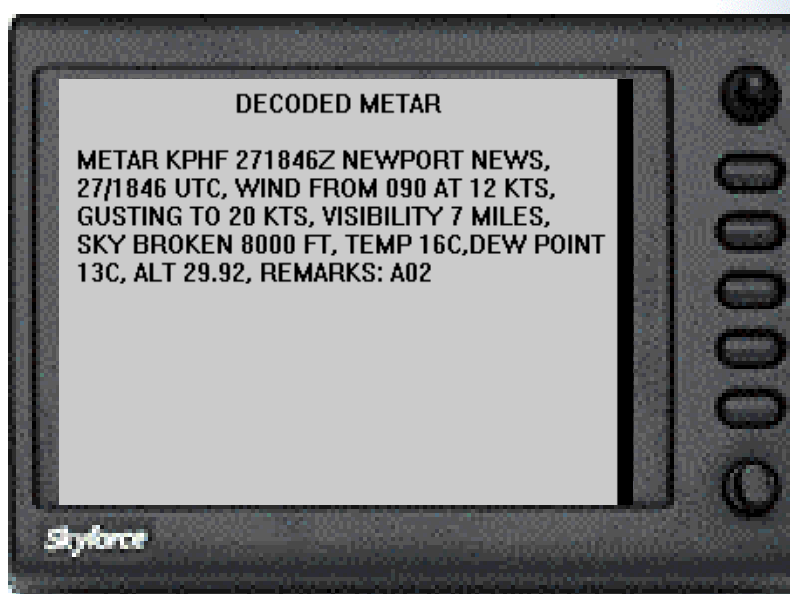 DECODED METAR
METAR KPHF 271846Z NEWPORT NEWS,
27/1846 UTC, WIND FROM 090 AT 12 KTS,
GUSTING TO 20 KTS, VISIBILITY 7 MILES,
SKY BROKEN 8000 FT, TEMP 16C,DEW POINT
13C, ALT 29.92, REMARKS: A02
Skyforce